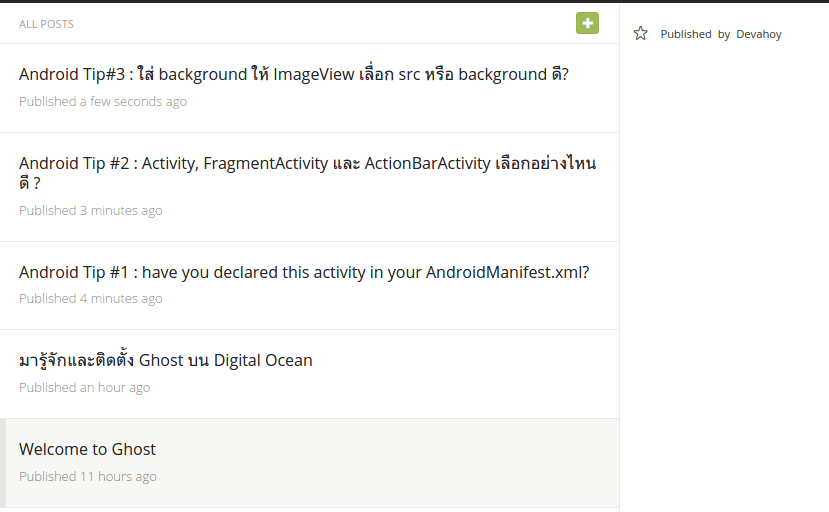 ALL POSTS
Published by Devahoy
Android Tip#3 : ใส่ background ให้ ImageView เลื่อก src หรือ background ดี?
Published a few seconds ago
Android Tip #2 : Activity, FragmentActivity และ ActionBarActivity เลือกอย่างไหน
ดี ?
Published 3 minutes ago
Android Tip #1 : have you declared this activity in your AndroidManifest.xml?
Published 4 minutes ago
มารู้จักและติดตั้ง Ghost บน Digital Ocean
Published an hour ago
Welcome to Ghost
Published 11 hours ago